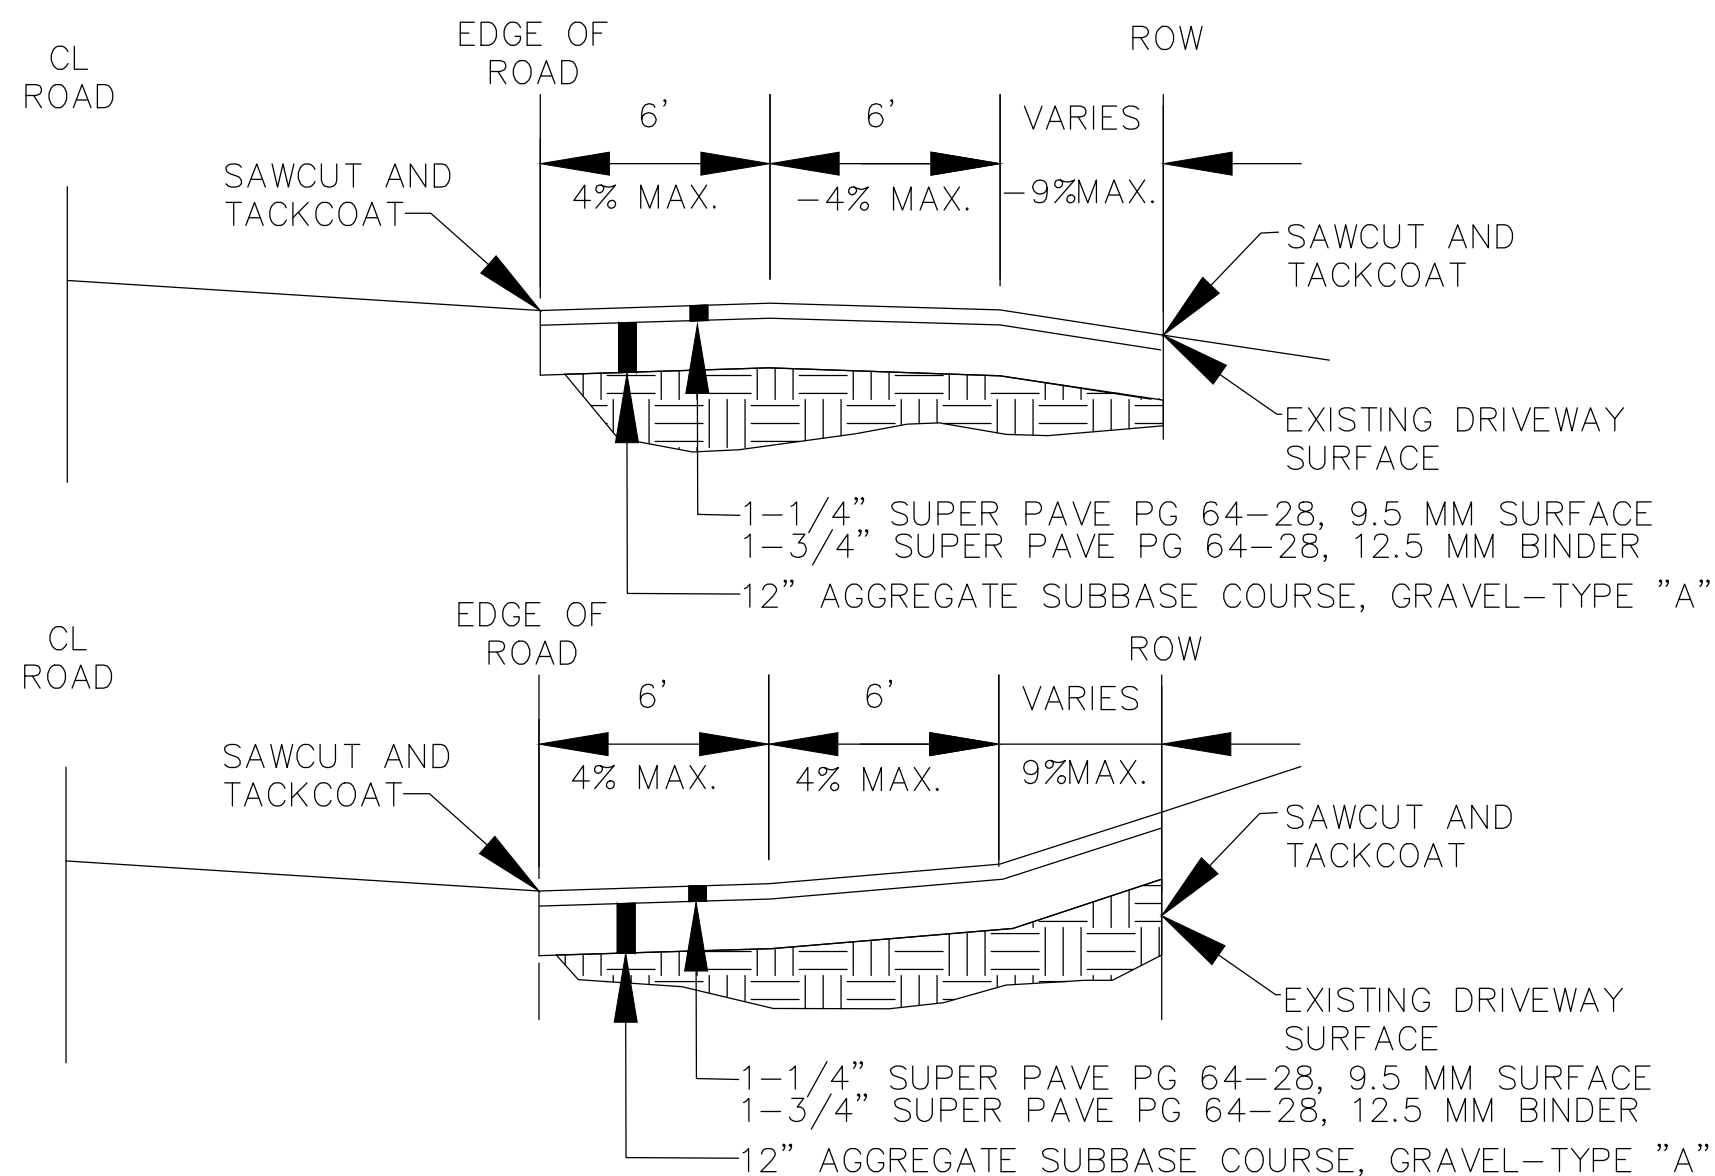 CL
ROAD
EDGE OF
ROAD
ROW
6'
6'
VARIES
4% MAX.
-4% MAX.
-9%MAX.
SAWCUT AND
TACKCOAT
SAWCUT AND
TACKCOAT
EXISTING DRIVEWAY
SURFACE
1-1/4" SUPER PAVE PG 64-28, 9.5 MM SURFACE
1-3/4" SUPER PAVE PG 64-28, 12.5 MM BINDER
12" AGGREGATE SUBBASE COURSE, GRAVEL-TYPE "A"
CL
ROAD
EDGE OF
ROAD
ROW
6'
6'
VARIES
4% MAX.
4% MAX.
9%MAX.
SAWCUT AND
TACKCOAT
SAWCUT AND
TACKCOAT
EXISTING DRIVEWAY
SURFACE
1-1/4" SUPER PAVE PG 64-28, 9.5 MM SURFACE
1-3/4" SUPER PAVE PG 64-28, 12.5 MM BINDER
12" AGGREGATE SUBBASE COURSE, GRAVEL-TYPE "A"